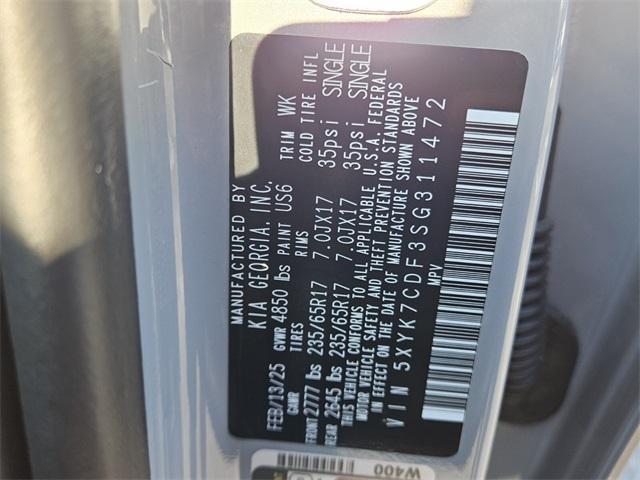 MANUFACTURED BY
KIA GEORGIA, INC.
FEB/13/25 GVWR 4850 lbs PAINT US6 TRIM WK
GAWR TIRES RIMS COLD TIRE INFL
FRONT 2777 lbs 235/65R17 7.0JX17 35psi SINGLE
REAR 2645 lbs 235/65R17 7.0JX17 35psi SINGLE
THIS VEHICLE CONFORMS TO ALL APPLICABLE U.S.A. FEDERAL
MOTOR VEHICLE SAFETY AND THEFT PREVENTION STANDARDS
IN EFFECT ON THE DATE OF MANUFACTURE SHOWN ABOVE
VIN 5XYK7CDF3SG311472
MPV
W400